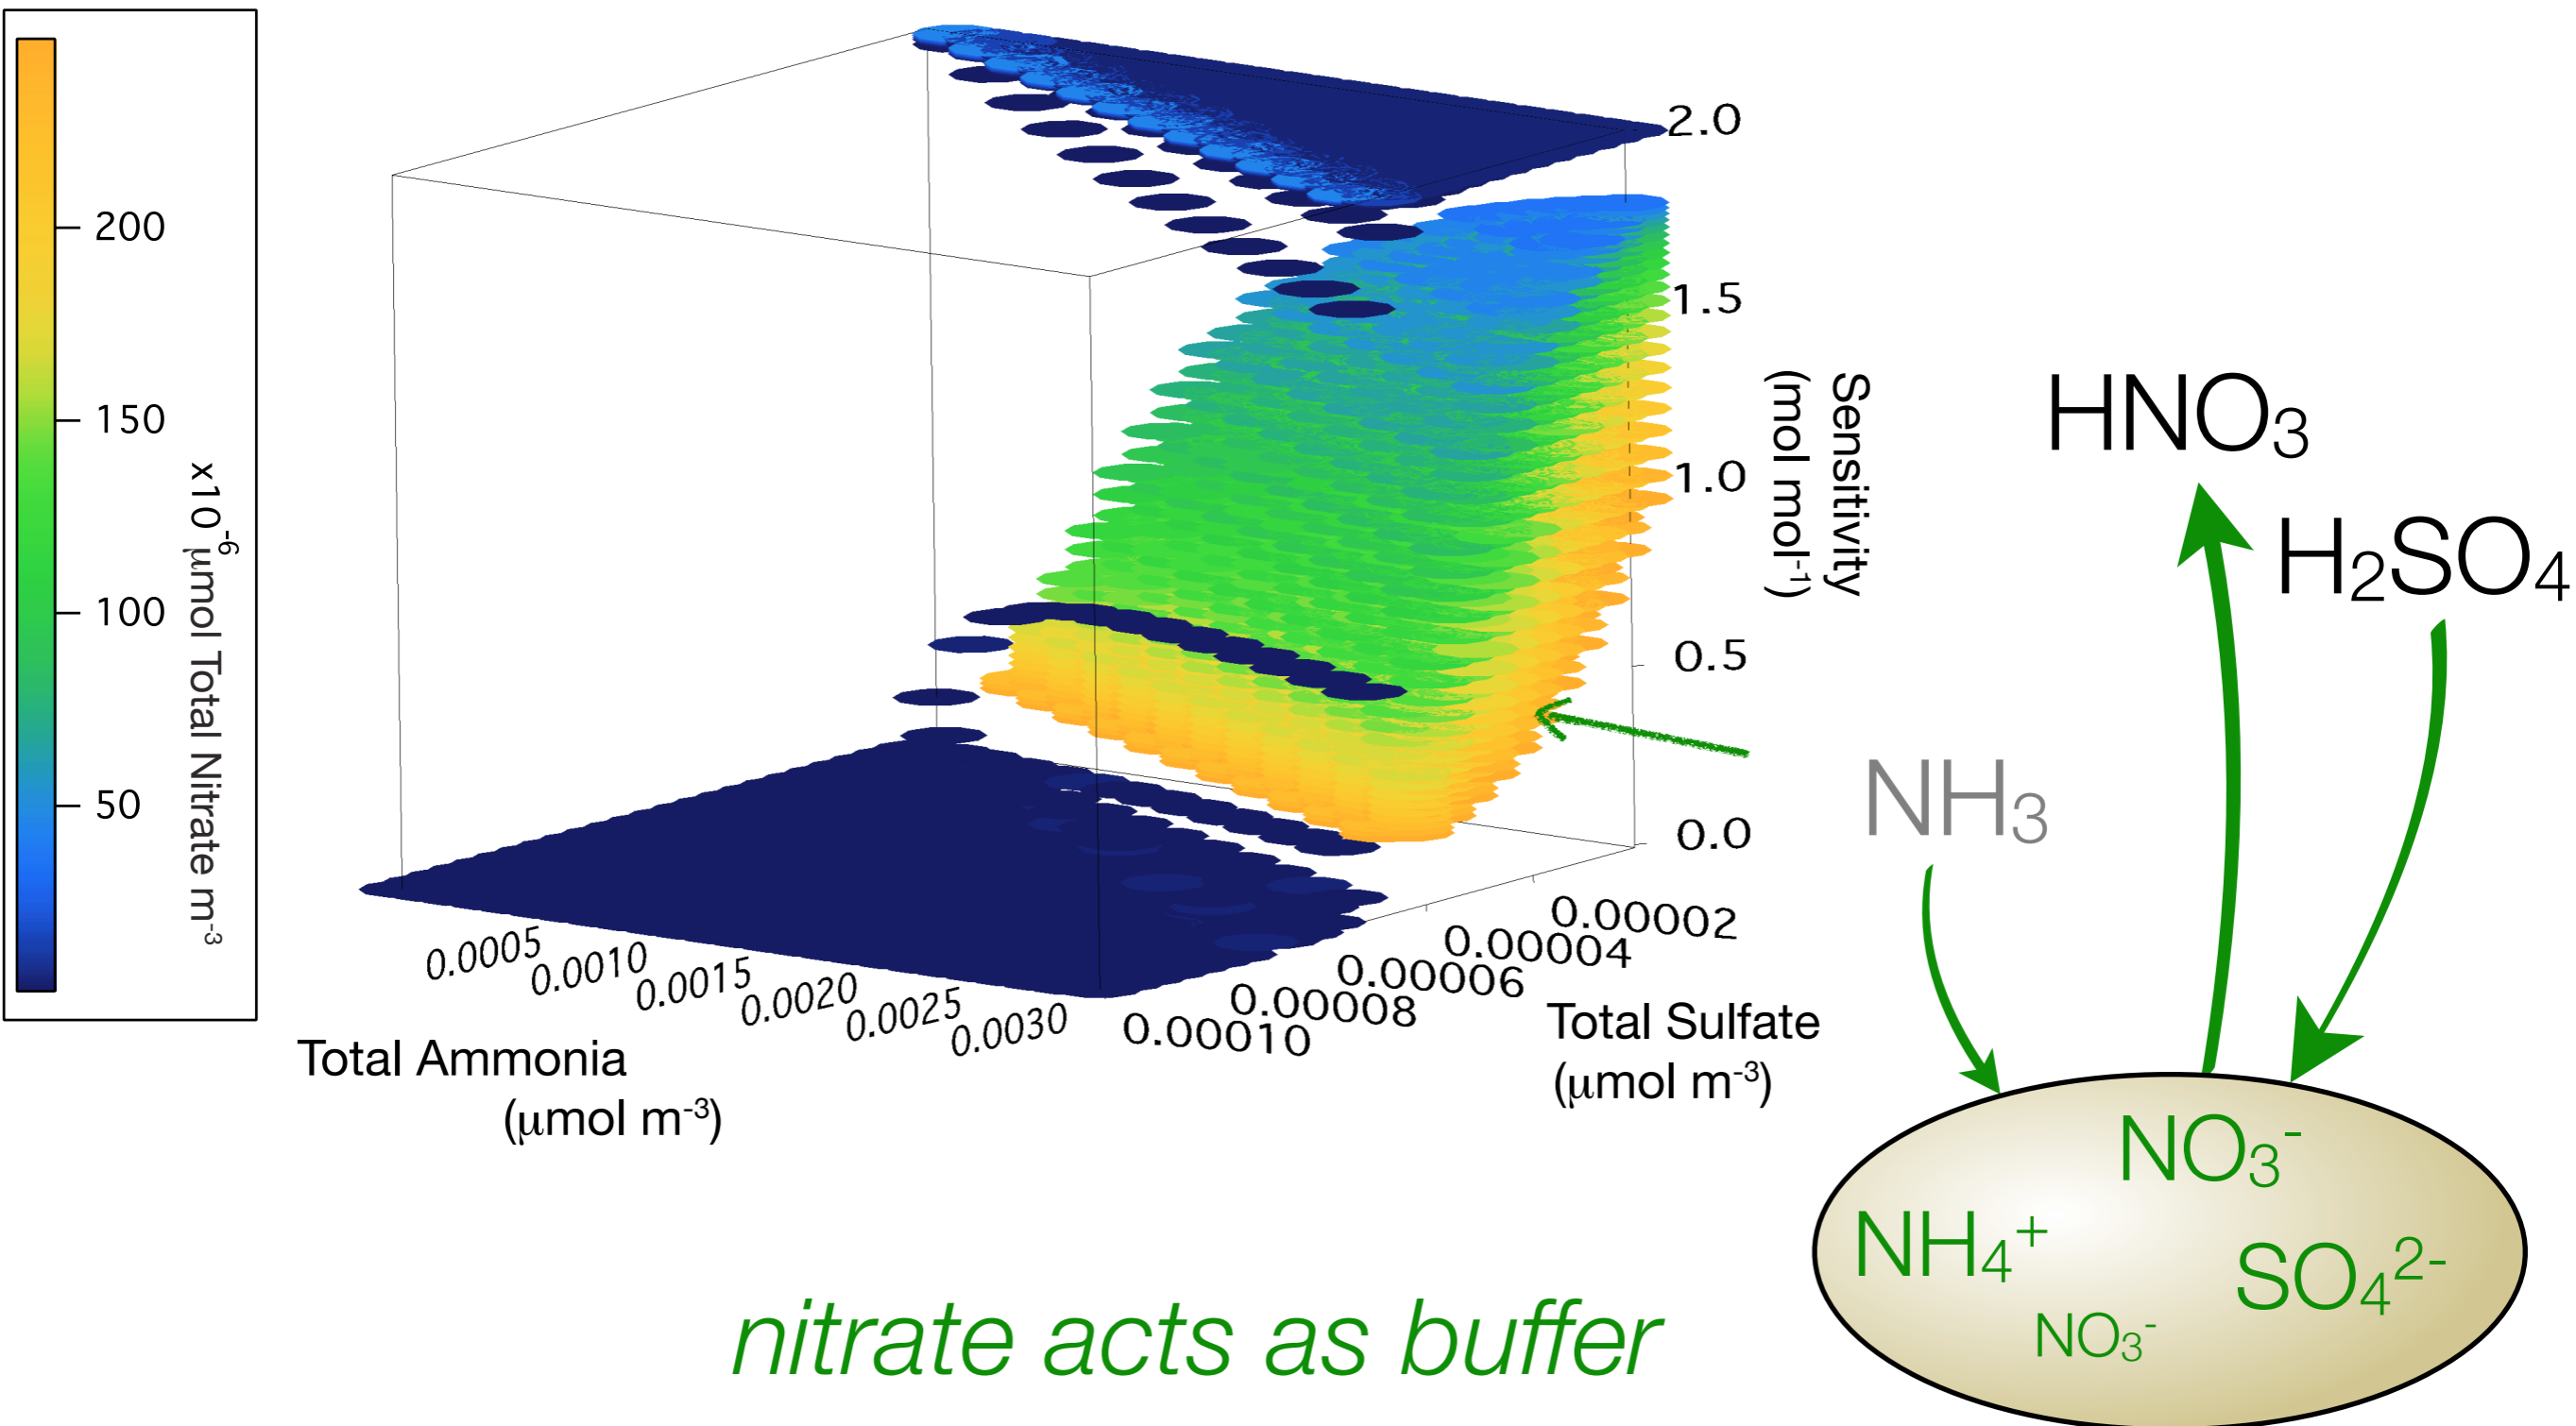 200
150
100
50
x10⁻⁶ μmol Total Nitrate m⁻³
2.0
1.5
1.0
0.5
0.0
Sensitivity
(mol mol⁻¹)
0.0005
0.0010
0.0015
0.0020
0.0025
0.0030
Total Ammonia
(μmol m⁻³)
0.00010
0.00008
0.00006
0.00004
0.00002
Total Sulfate
(μmol m⁻³)
HNO₃
H₂SO₄
NH₃
NO₃⁻
NH₄⁺
SO₄²⁻
NO₃⁻
nitrate acts as buffer